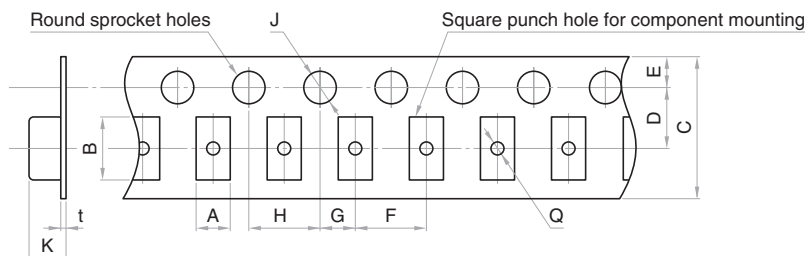 Round sprocket holes
J
Square punch hole for component mounting
E
D
C
B
t
A
H
G
F
Q
K